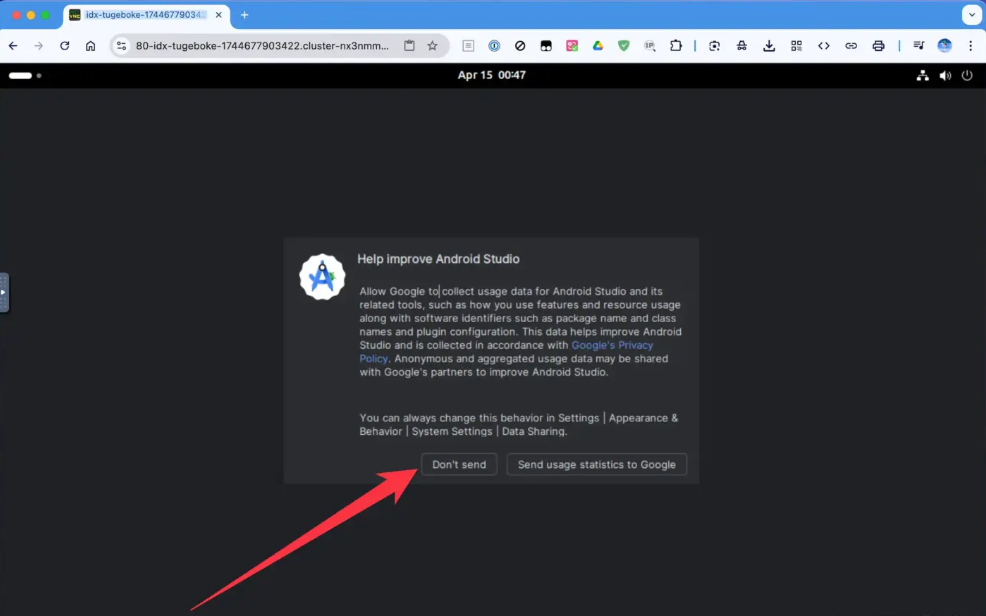 idx-tugeboke-17446779034...
80-idx-tugeboke-1744677903422.cluster-nx3nmm...
Apr 15 00:47
Help improve Android Studio
Allow Google to collect usage data for Android Studio and its
related tools, such as how you use features and resource usage
along with software identifiers such as package name and class
names and plugin configuration. This data helps improve Android
Studio and is collected in accordance with Google's Privacy
Policy. Anonymous and aggregated usage data may be shared
with Google's partners to improve Android Studio.
You can always change this behavior in Settings | Appearance &
Behavior | System Settings | Data Sharing.
Don't send
Send usage statistics to Google